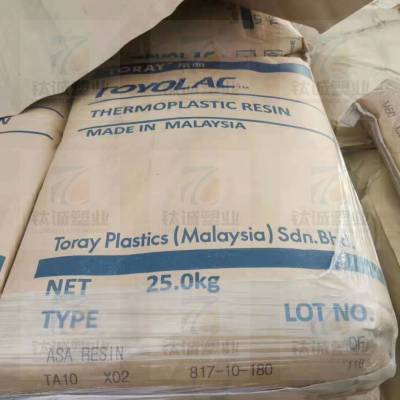 TORAY
TOYOLAC™
THERMOPLASTIC RESIN
MADE IN MALAYSIA
Toray Plastics (Malaysia) Sdn.Bhd.
NET 25.0kg
TYPE LOT NO.
ASA RESIN
TA10 X02 817-10-180
钛诚塑业